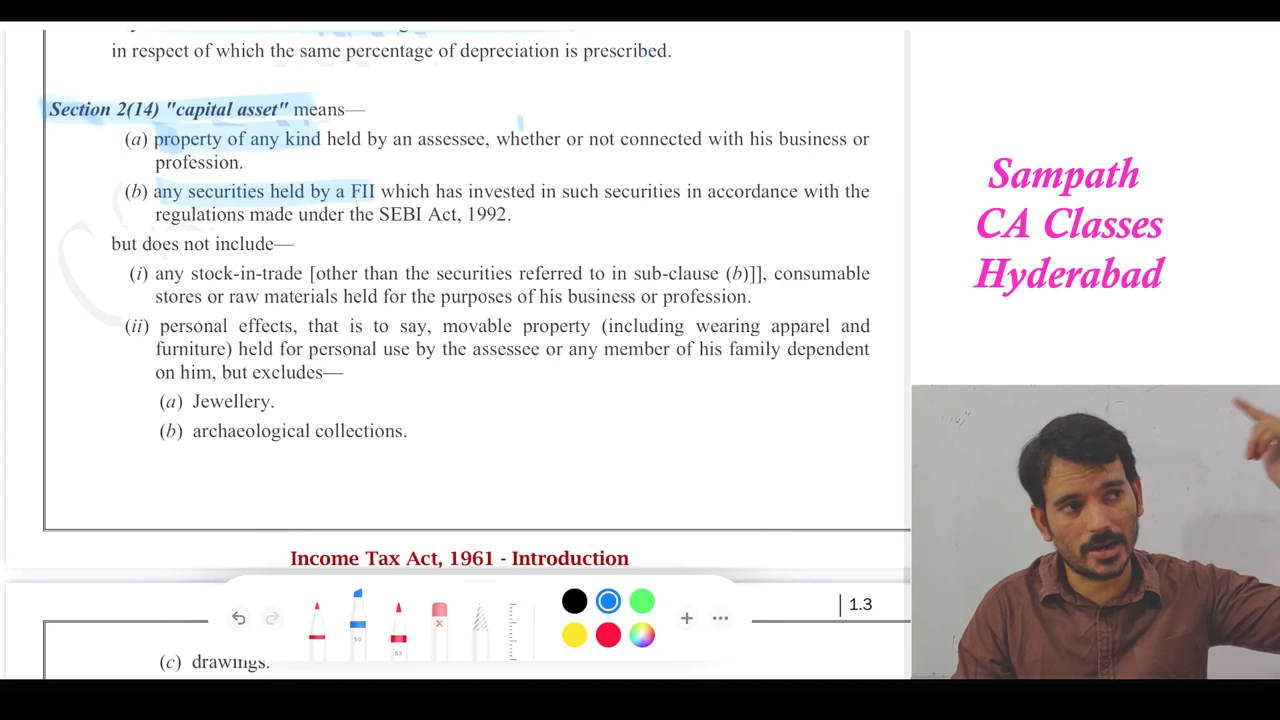 in respect of which the same percentage of depreciation is prescribed.
Section 2(14) "capital asset" means—
(a) property of any kind held by an assessee, whether or not connected with his business or
profession.
(b) any securities held by a FII which has invested in such securities in accordance with the
regulations made under the SEBI Act, 1992.
but does not include—
(i) any stock-in-trade [other than the securities referred to in sub-clause (b)]], consumable
stores or raw materials held for the purposes of his business or profession.
(ii) personal effects, that is to say, movable property (including wearing apparel and
furniture) held for personal use by the assessee or any member of his family dependent
on him, but excludes—
(a) Jewellery.
(b) archaeological collections.
Income Tax Act, 1961 - Introduction
| 1.3
(c) drawings.
Sampath
CA Classes
Hyderabad